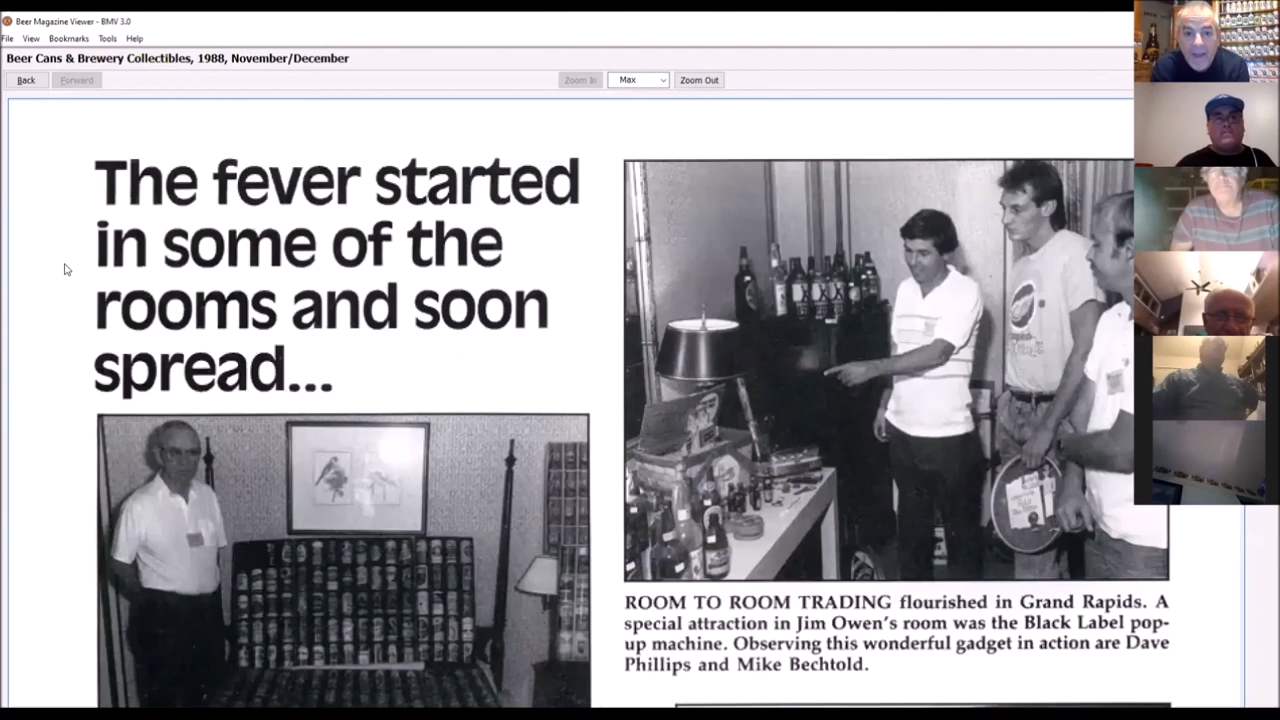 Beer Magazine Viewer - BMV 3.0
File View Bookmarks Tools Help
Beer Cans & Brewery Collectibles, 1988, November/December
Back Forward Zoom In Max Zoom Out
The fever started
in some of the
rooms and soon
spread...
ROOM TO ROOM TRADING flourished in Grand Rapids. A
special attraction in Jim Owen's room was the Black Label pop-
up machine. Observing this wonderful gadget in action are Dave
Phillips and Mike Bechtold.